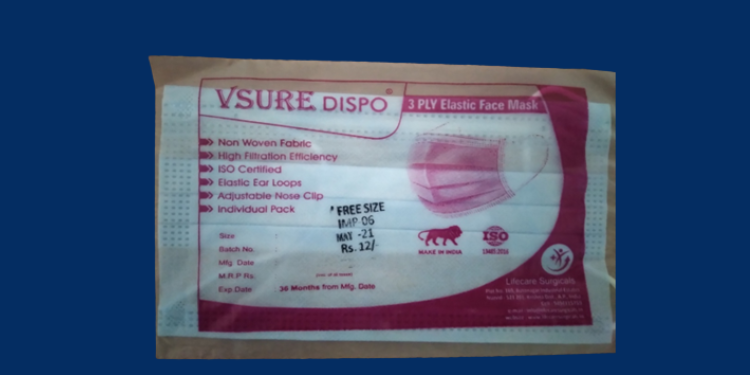 VSURE DISPO®
3 PLY Elastic Face Mask
Non Woven Fabric
High Filtration Efficiency
ISO Certified
Elastic Ear Loops
Adjustable Nose Clip
Individual Pack
Size
Batch No.
Mfg. Date
M.R.P Rs.
Exp.Date 36 Months from Mfg. Date
FREE SIZE
IMP-06
MAY -21
Rs. 12/-
MAKE IN INDIA
ISO
Lifecare Surgicals